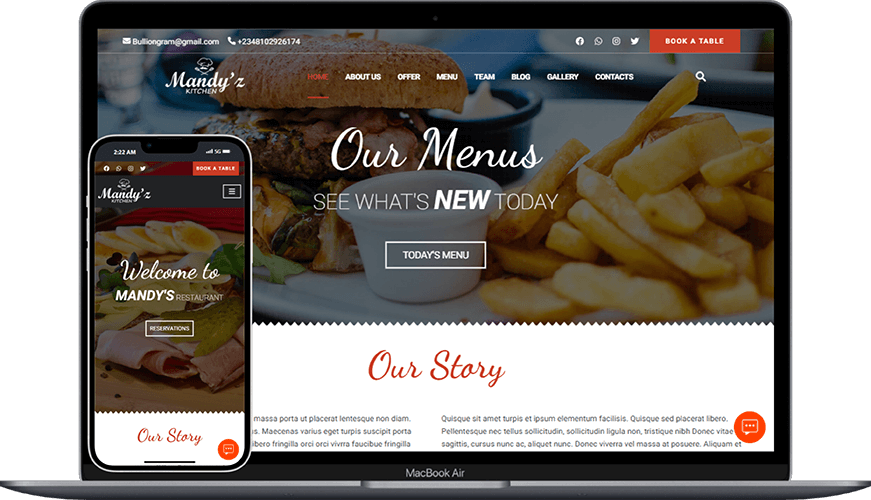 Bulliongram@gmail.com +2348102926174 BOOK A TABLE
Mandy'z
KITCHEN
HOME ABOUT US OFFER MENU TEAM BLOG GALLERY CONTACTS
Our Menus
SEE WHAT'S NEW TODAY
TODAY'S MENU
Our Story
massa porta ut placerat lentesque non diam.
Maecenas varius eget turpis suscipit porta
libero fringilla orci orci viverra faucibus fringilla
Quisque sit amet turpis et ipsum elementum facilisis. Quisque sed placerat libero.
Pellentesque nec tellus sollicitudin, sollicitudin ligula non, tristique nibh Donec vitae
sagittis, cursus nunc ac, aliquet nunc. Donec viverra vel massa at posuere. Aliquam et
2:22 AM 5G
BOOK A TABLE
Mandy'z
KITCHEN
Welcome to
MANDY'S RESTAURANT
RESERVATIONS
Our Story
MacBook Air